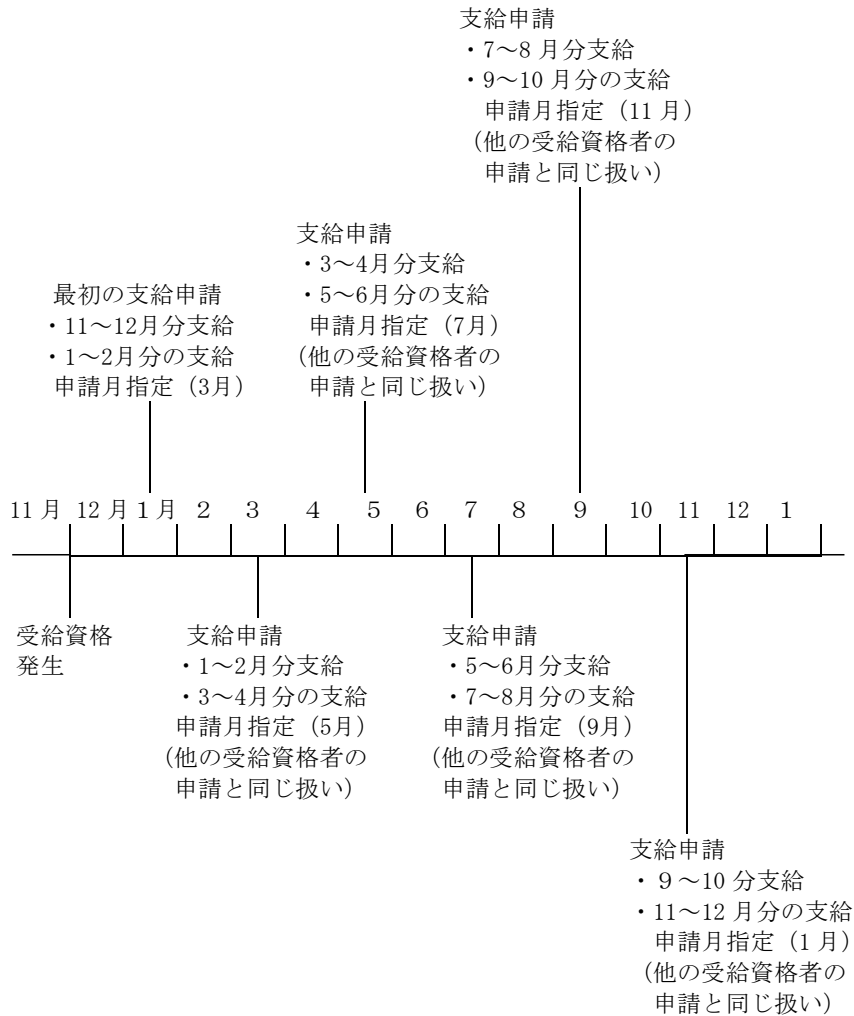 支給申請
・7～8 月分支給
・9～10 月分の支給
申請月指定（11 月）
（他の受給資格者の
申請と同じ扱い）
支給申請
・3～4月分支給
・5～6月分の支給
申請月指定（7月）
（他の受給資格者の
申請と同じ扱い）
最初の支給申請
・11～12月分支給
・1～2月分の支給
申請月指定（3月）
11 月 12 月 １月 2 3 4 5 6 7 8 9 10 11 12 1
受給資格
発生
支給申請
・1～2月分支給
・3～4月分の支給
申請月指定（5月）
（他の受給資格者の
申請と同じ扱い）
支給申請
・5～6月分支給
・7～8月分の支給
申請月指定（9月）
（他の受給資格者の
申請と同じ扱い）
支給申請
・９～10 分支給
・11～12 月分の支給
申請月指定（1 月）
（他の受給資格者の
申請と同じ扱い）